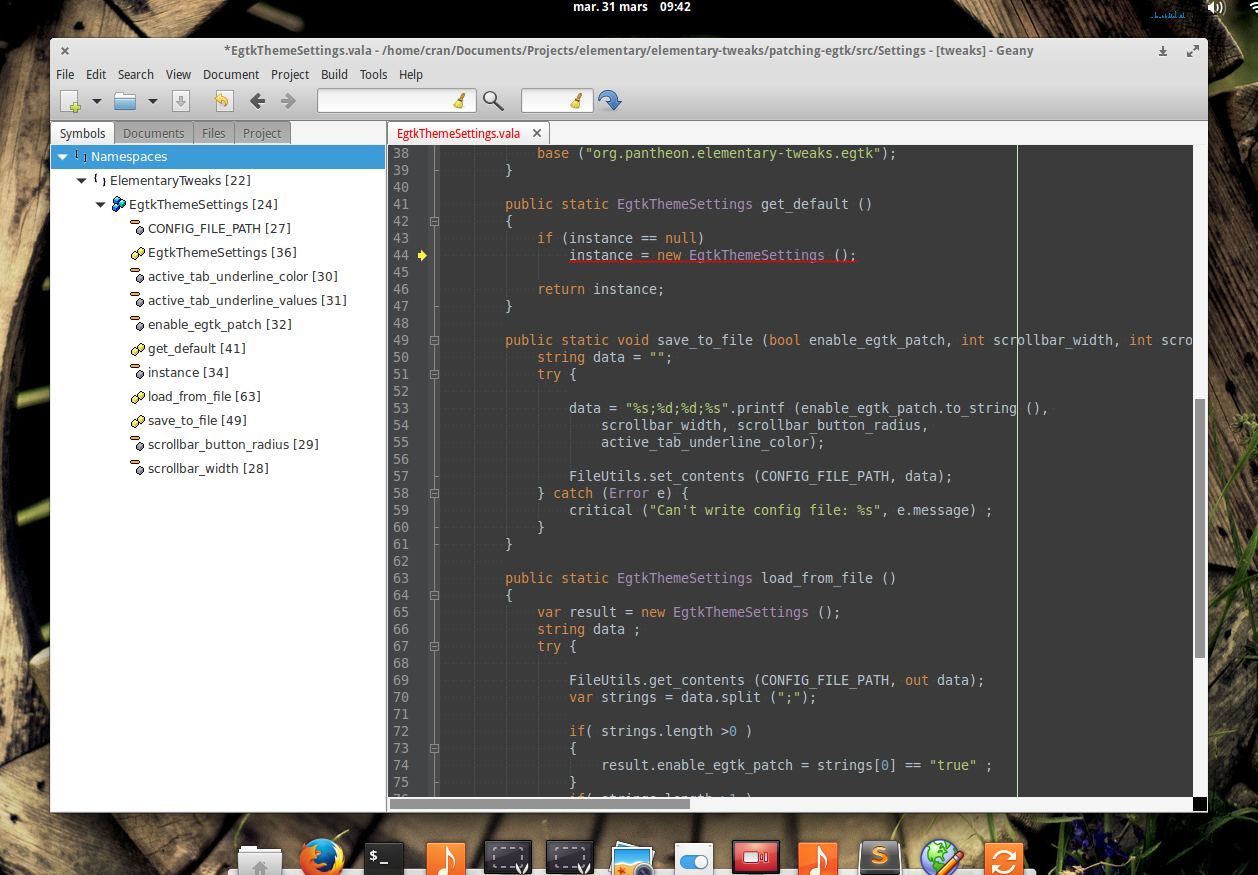 mar. 31 mars 09:42
*EgtkThemeSettings.vala - /home/cran/Documents/Projects/elementary/elementary-tweaks/patching-egtk/src/Settings - [tweaks] - Geany
File Edit Search View Document Project Build Tools Help
Symbols Documents Files Project
EgtkThemeSettings.vala
Namespaces
ElementaryTweaks [22]
EgtkThemeSettings [24]
CONFIG_FILE_PATH [27]
EgtkThemeSettings [36]
active_tab_underline_color [30]
active_tab_underline_values [31]
enable_egtk_patch [32]
get_default [41]
instance [34]
load_from_file [63]
save_to_file [49]
scrollbar_button_radius [29]
scrollbar_width [28]
38 base ("org.pantheon.elementary-tweaks.egtk");
39 }
40
41 public static EgtkThemeSettings get_default ()
42 {
43 if (instance == null)
44 instance = new EgtkThemeSettings ();
45
46 return instance;
47 }
48
49 public static void save_to_file (bool enable_egtk_patch, int scrollbar_width, int scro
50 string data = "";
51 try {
52
53 data = "%s;%d;%d;%s".printf (enable_egtk_patch.to_string (),
54 scrollbar_width, scrollbar_button_radius,
55 active_tab_underline_color);
56
57 FileUtils.set_contents (CONFIG_FILE_PATH, data);
58 } catch (Error e) {
59 critical ("Can't write config file: %s", e.message) ;
60 }
61 }
62
63 public static EgtkThemeSettings load_from_file ()
64 {
65 var result = new EgtkThemeSettings ();
66 string data ;
67 try {
68
69 FileUtils.get_contents (CONFIG_FILE_PATH, out data);
70 var strings = data.split (";");
71
72 if( strings.length >0 )
73 {
74 result.enable_egtk_patch = strings[0] == "true" ;
75 }
76 if( strings.length >1 )
$_
S